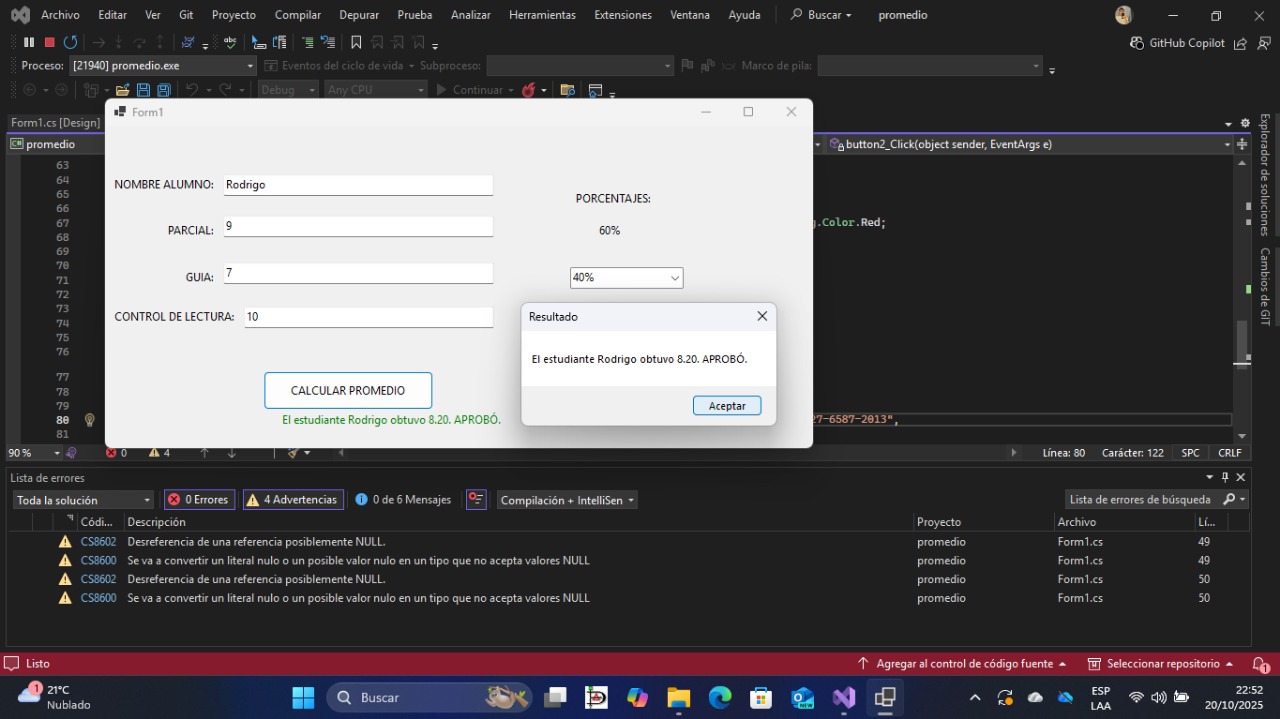 Archivo Editar Ver Git Proyecto Compilar Depurar Prueba Analizar Herramientas Extensiones Ventana Ayuda Buscar promedio
abc GitHub Copilot
Proceso: [21940] promedio.exe Eventos del ciclo de vida Subproceso: Marco de pila:
Debug Any CPU Continuar
Form1.cs [Design]
promedio button2_Click(object sender, EventArgs e)
Form1
NOMBRE ALUMNO: Rodrigo
PORCENTAJES:
PARCIAL: 9 60%
GUIA: 7 40%
CONTROL DE LECTURA: 10
Resultado
El estudiante Rodrigo obtuvo 8.20. APROBÓ.
Aceptar
CALCULAR PROMEDIO
El estudiante Rodrigo obtuvo 8.20. APROBÓ.
63
64
65
66
67 .Color.Red;
68
69
70
71
72
73
74
75
76
77
78
79
80 27-6587-2013",
81
Explorador de soluciones
Cambios de GIT
90 % 0 4 Línea: 80 Carácter: 122 SPC CRLF
Lista de errores
Toda la solución 0 Errores 4 Advertencias 0 de 6 Mensajes Compilación + IntelliSen Lista de errores de búsqueda
Códi... Descripción Proyecto Archivo Lí...
CS8602 Desreferencia de una referencia posiblemente NULL. promedio Form1.cs 49
CS8600 Se va a convertir un literal nulo o un posible valor nulo en un tipo que no acepta valores NULL promedio Form1.cs 49
CS8602 Desreferencia de una referencia posiblemente NULL. promedio Form1.cs 50
CS8600 Se va a convertir un literal nulo o un posible valor nulo en un tipo que no acepta valores NULL promedio Form1.cs 50
Listo Agregar al control de código fuente Seleccionar repositorio 1
1 21°C
Nublado
Buscar
NEW
ESP
LAA
22:52
20/10/2025